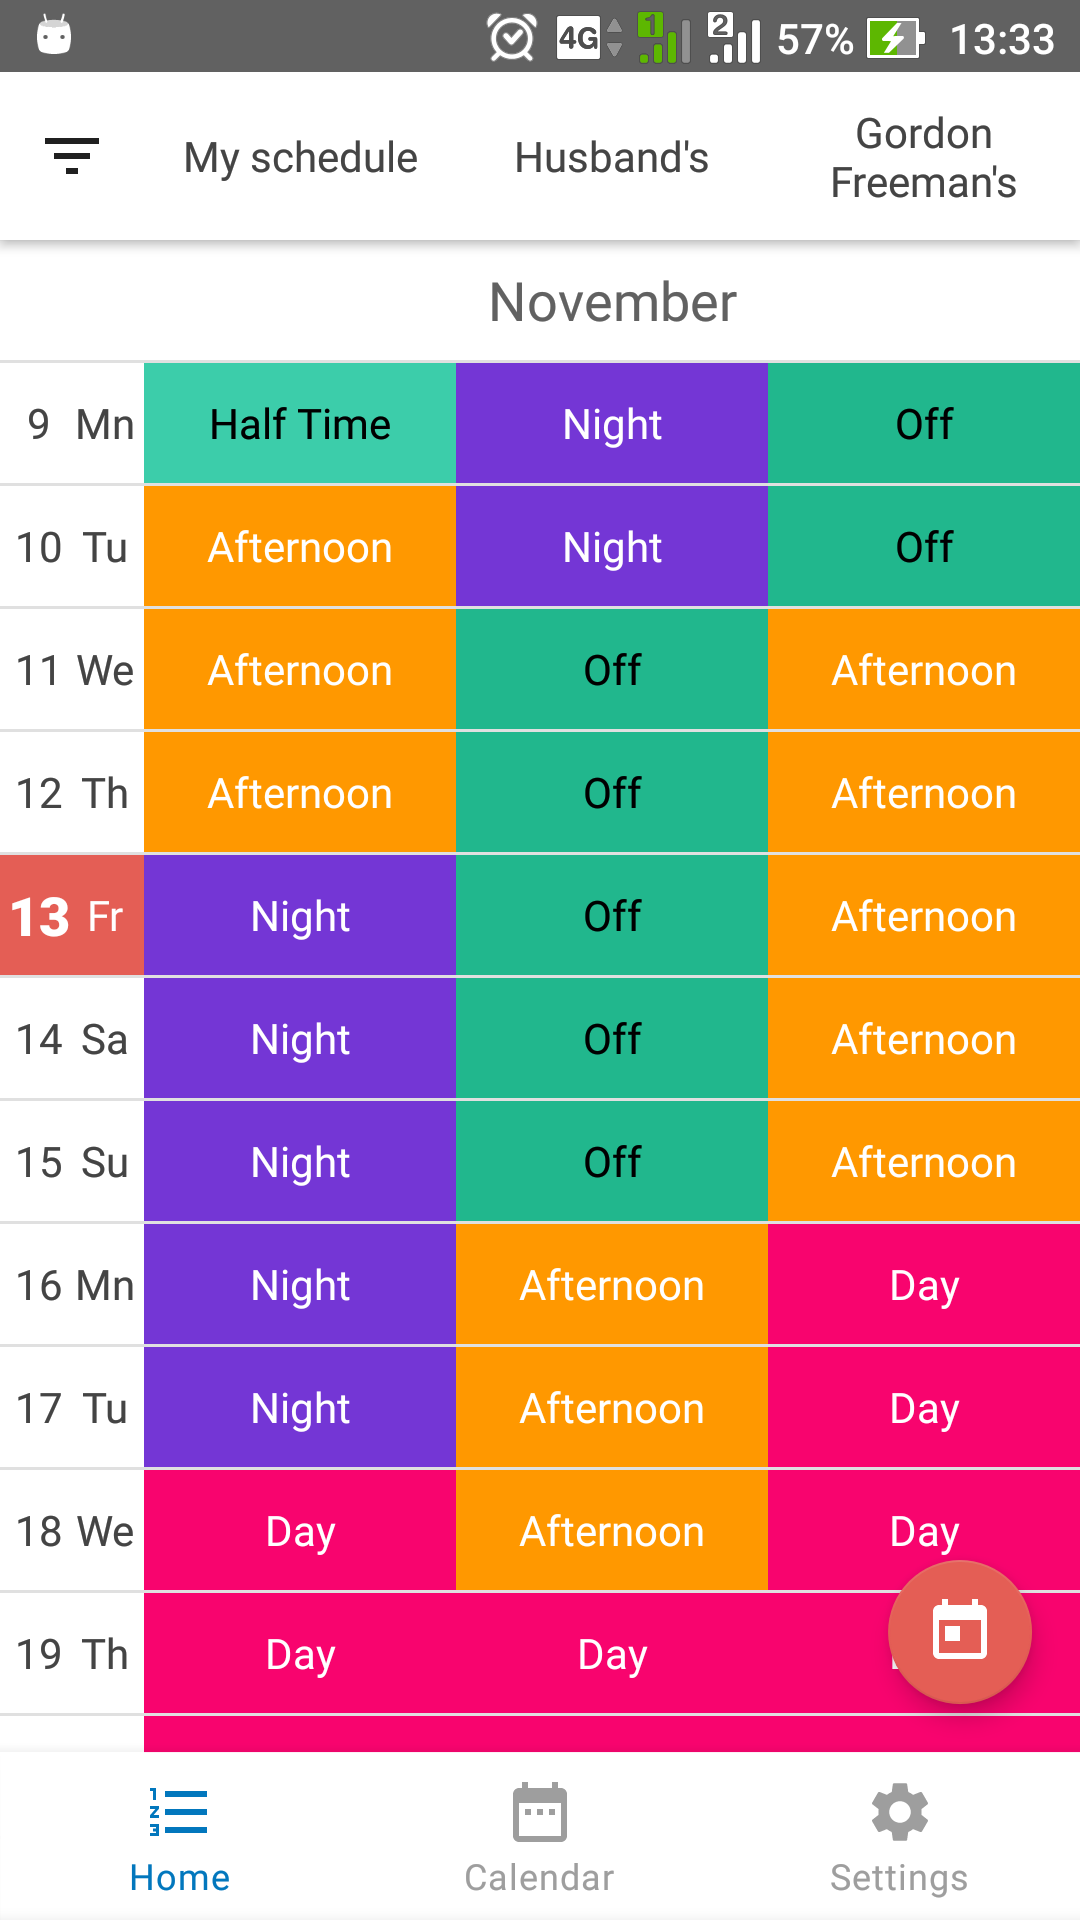 4G 1 2 57% 13:33
My schedule Husband's Gordon
Freeman's
November
9 Mn Half Time Night Off
10 Tu Afternoon Night Off
11 We Afternoon Off Afternoon
12 Th Afternoon Off Afternoon
13 Fr Night Off Afternoon
14 Sa Night Off Afternoon
15 Su Night Off Afternoon
16 Mn Night Afternoon Day
17 Tu Night Afternoon Day
18 We Day Afternoon Day
19 Th Day Day
1
2
3
Home Calendar Settings